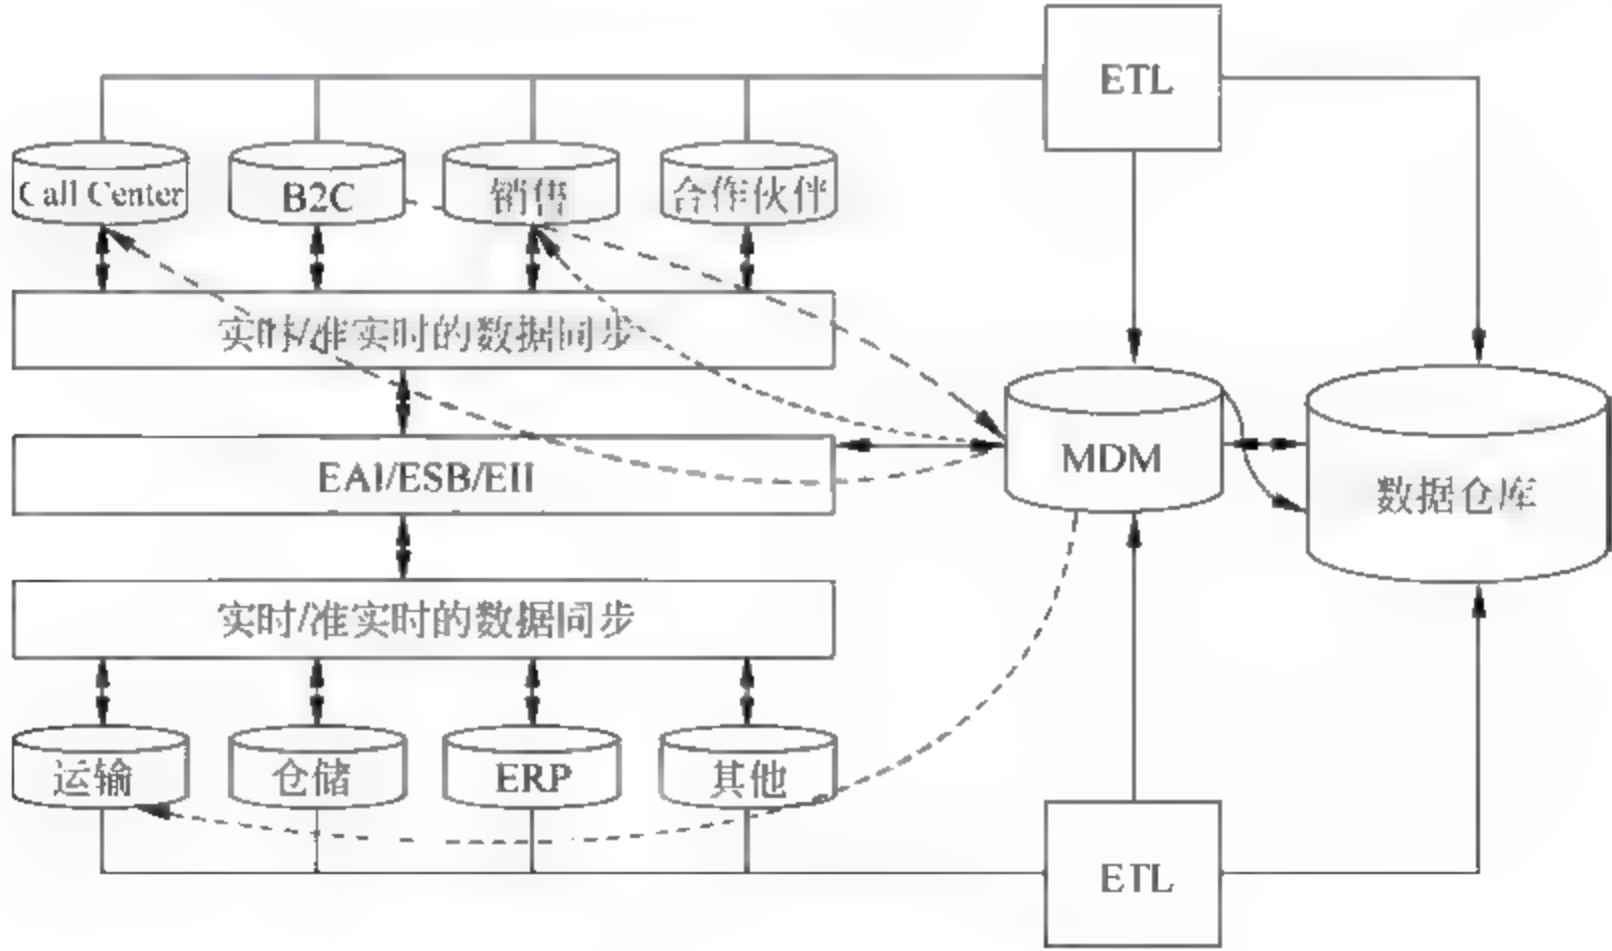 ETL
Call Center
B2C
销售
合作伙伴
实时/准实时的数据同步
EAI/ESB/EII
MDM
数据仓库
实时/准实时的数据同步
运输
仓储
ERP
其他
ETL